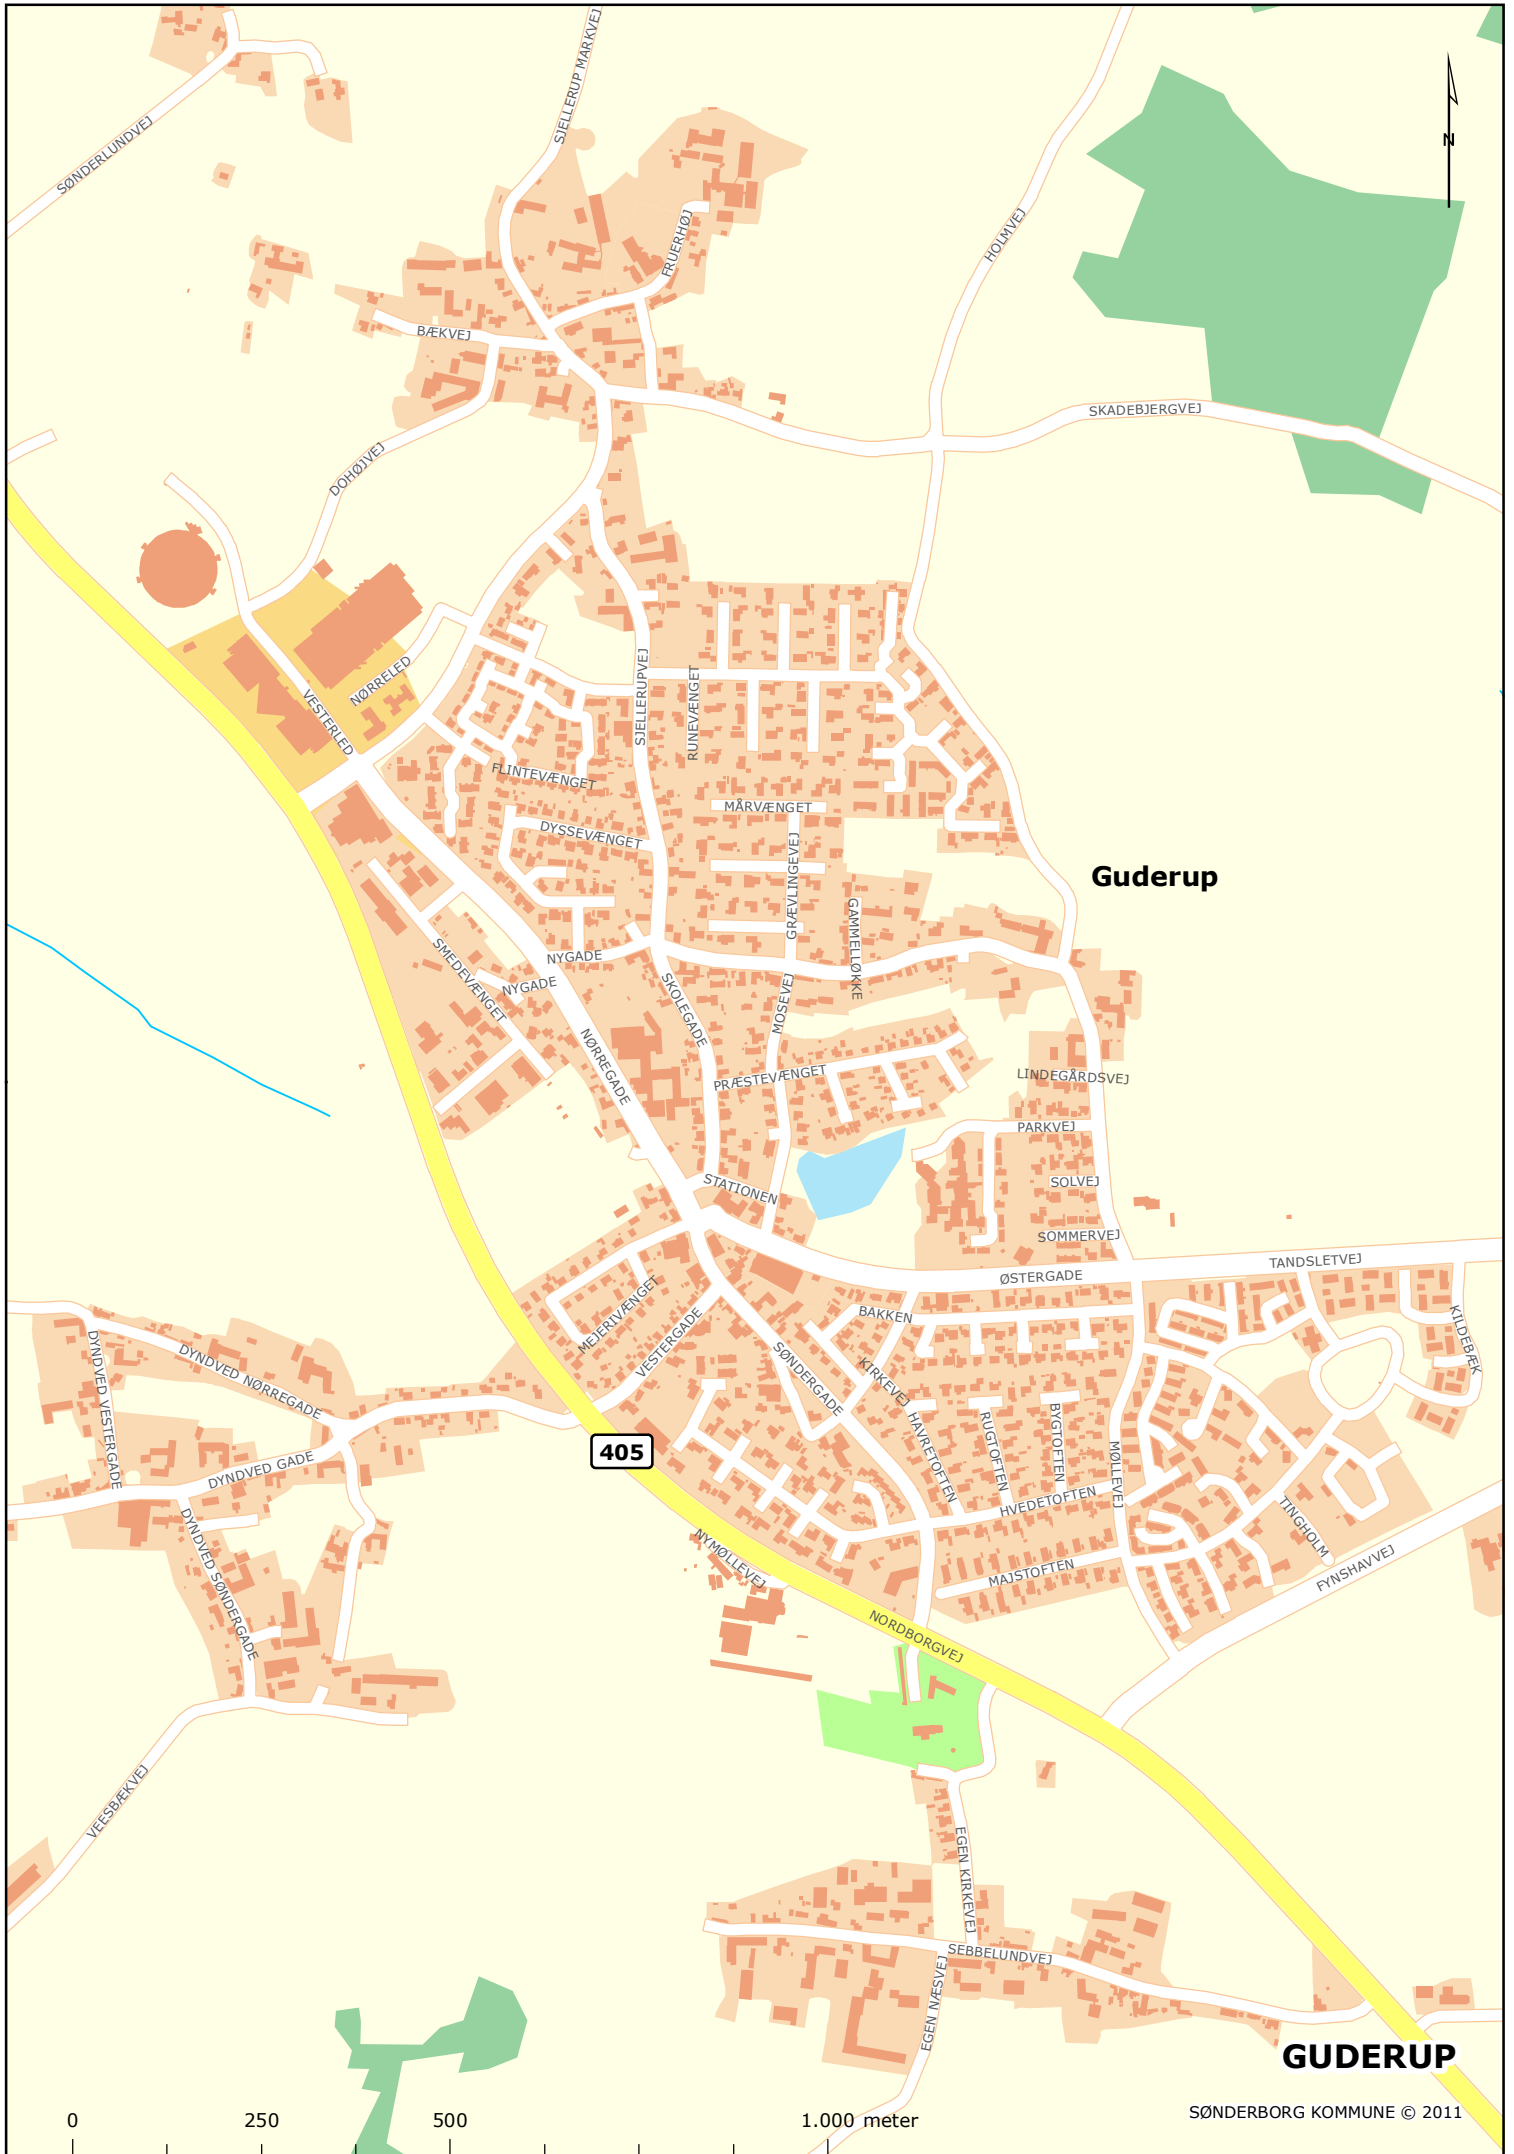 SJELLERUP MARKVEJ
SØNDERLUNDVEJ
N
HOLMVEJ
FRUERHØJ
BÆKVEJ
SKADEBJERGVEJ
DOHØJVEJ
NØRRELED
VESTERLED
SJELLERUPVEJ
RUNEVÆNGET
FLINTEVÆNGET
MÅRVÆNGET
DYSSEVÆNGET
GRÆVLINGEVEJ
Guderup
GAMMELLØKKE
SMEDEVÆNGET
NYGADE
NYGADE
SKOLEGADE
MOSEVEJ
NØRREGADE
PRÆSTEVÆNGET
LINDEGÅRDSVEJ
PARKVEJ
STATIONEN
SOLVEJ
SOMMERVEJ
TANDSLETVEJ
ØSTERGADE
BAKKEN
MEJERIVÆNGET
VESTERGADE
KILDEBÆK
DYNDVED NØRREGADE
DYNDVED VESTERGADE
SØNDERGADE
KIRKEVEJ
HAVRETOFTEN
RUGTOFTEN
BYGTOFTEN
MØLLEVEJ
405
DYNDVED GADE
HVEDETOFTEN
TINGHOLM
DYNDVED SØNDERGADE
NYMØLLEVEJ
MAJSTOFTEN
FYNSHAVVEJ
NORDBORGVEJ
VEESBÆKVEJ
EGEN KIRKEVEJ
SEBBELUNDVEJ
EGEN NÆSVEJ
GUDERUP
SØNDERBORG KOMMUNE © 2011
0 250 500 1.000 meter